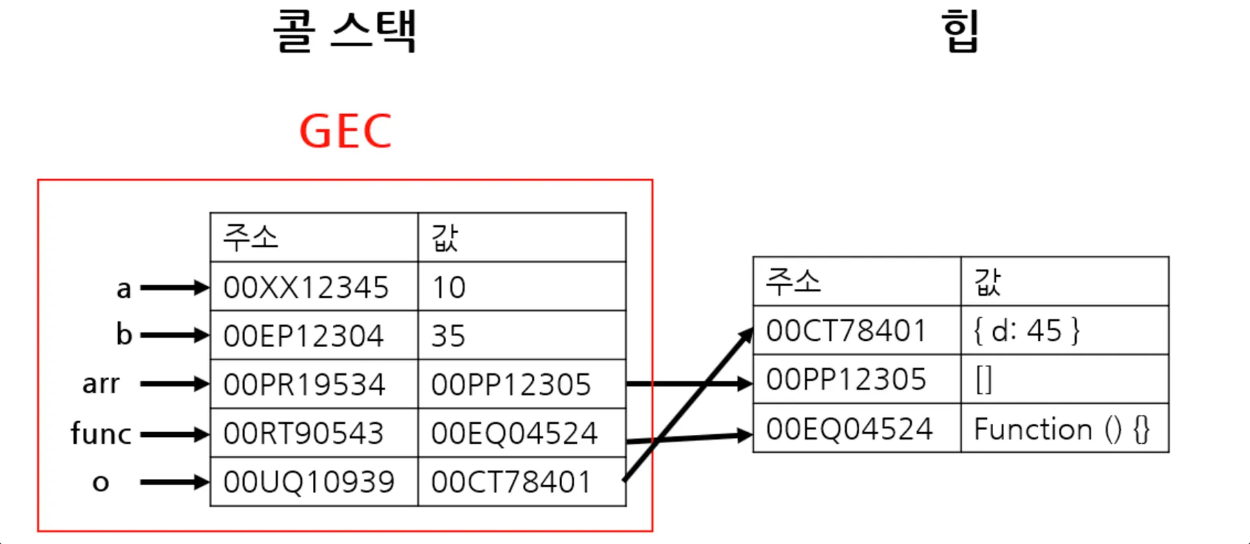 콜 스택
힙
GEC
주소 값
a 00XX12345 10
b 00EP12304 35
arr 00PR19534 00PP12305
func 00RT90543 00EQ04524
o 00UQ10939 00CT78401
주소 값
00CT78401 { d: 45 }
00PP12305 []
00EQ04524 Function () {}